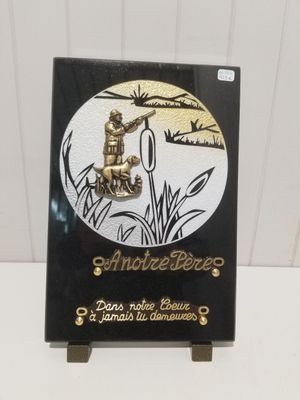 A notre Père
Dans notre Coeur
à jamais tu demeures